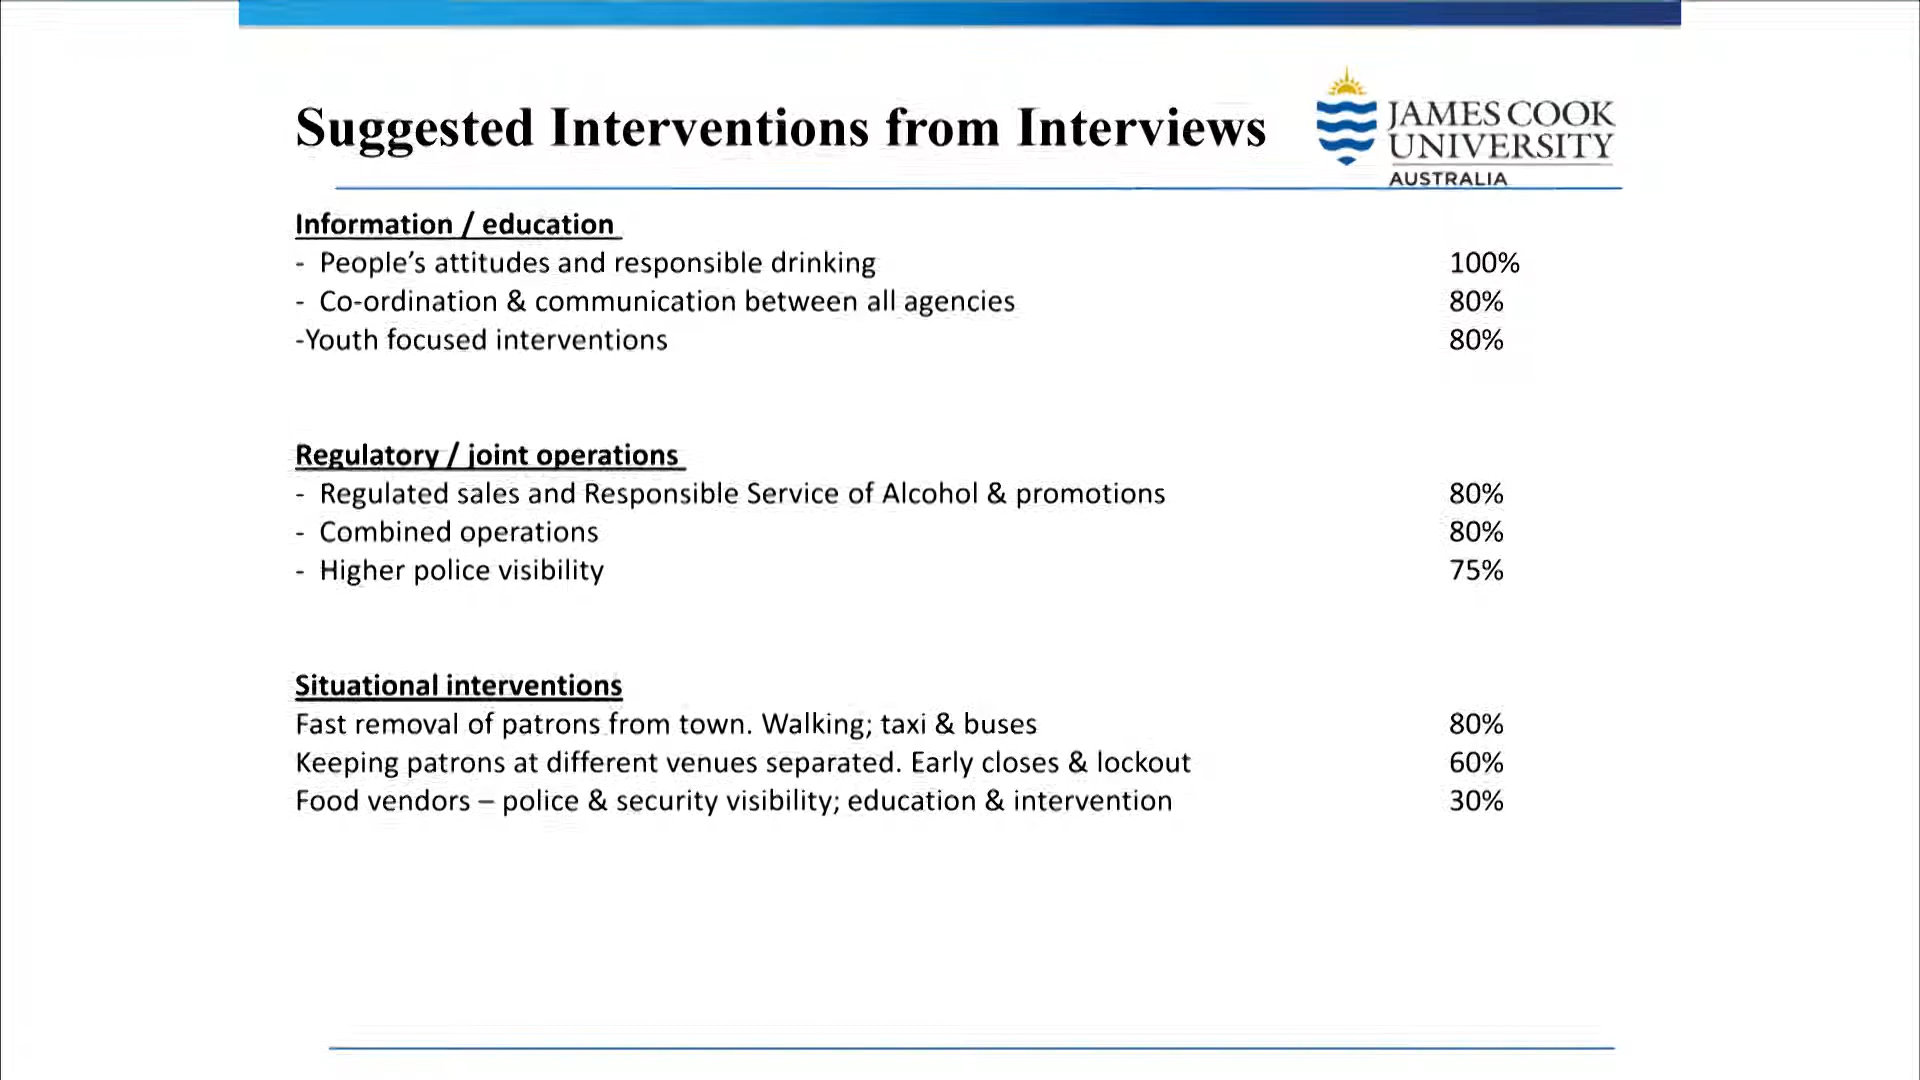 Suggested Interventions from Interviews
JAMES COOK
UNIVERSITY
AUSTRALIA
Information / education
- People’s attitudes and responsible drinking 100%
- Co-ordination & communication between all agencies 80%
-Youth focused interventions 80%
Regulatory / joint operations
- Regulated sales and Responsible Service of Alcohol & promotions 80%
- Combined operations 80%
- Higher police visibility 75%
Situational interventions
Fast removal of patrons from town. Walking; taxi & buses 80%
Keeping patrons at different venues separated. Early closes & lockout 60%
Food vendors – police & security visibility; education & intervention 30%